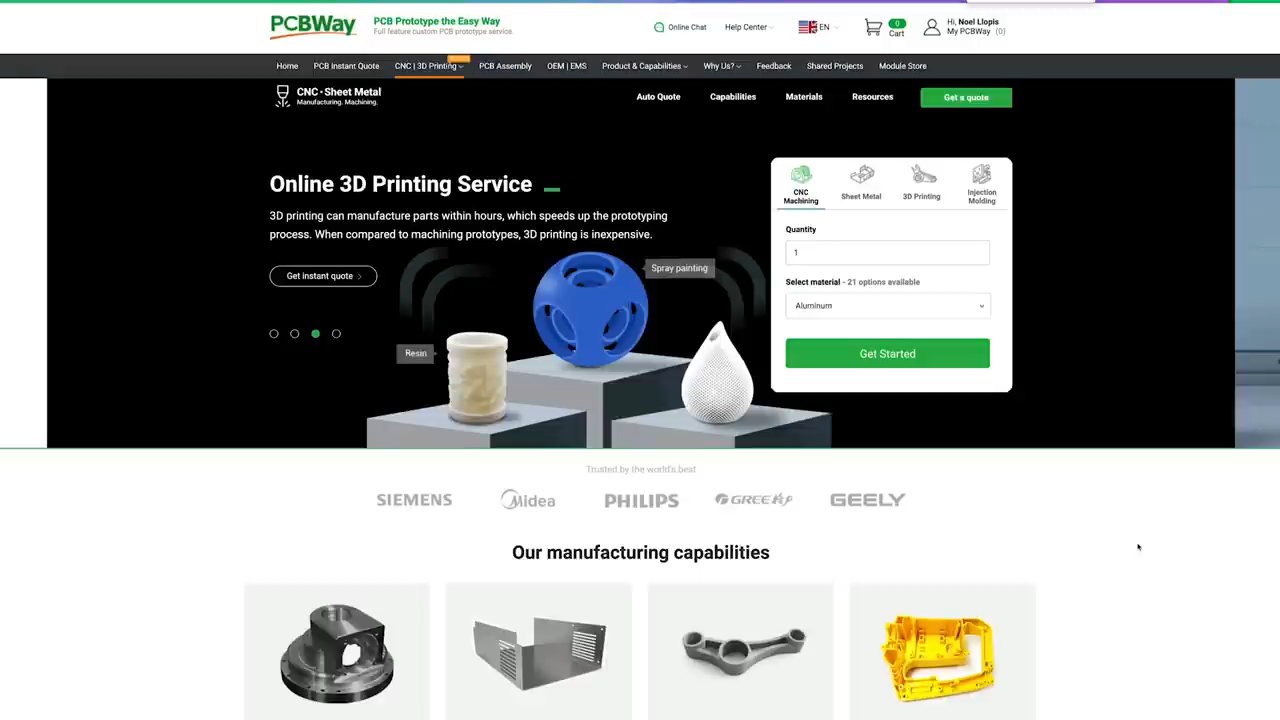 PCBWay
PCB Prototype the Easy Way
Full feature custom PCB prototype service.
Online Chat
Help Center
EN
0
Cart
Hi, Noel Llopis
My PCBWay (0)
Home
PCB Instant Quote
CNC | 3D Printing
PCB Assembly
OEM | EMS
Product & Capabilities
Why Us?
Feedback
Shared Projects
Module Store
CNC • Sheet Metal
Manufacturing. Machining.
Auto Quote
Capabilities
Materials
Resources
Get a quote
Online 3D Printing Service
3D printing can manufacture parts within hours, which speeds up the prototyping
process. When compared to machining prototypes, 3D printing is inexpensive.
Get instant quote
Resin
Spray painting
CNC
Machining
Sheet Metal
3D Printing
Injection
Molding
Quantity
1
Select material - 21 options available
Aluminum
Get Started
Trusted by the world's best
SIEMENS
Midea
PHILIPS
GREE
GEELY
Our manufacturing capabilities